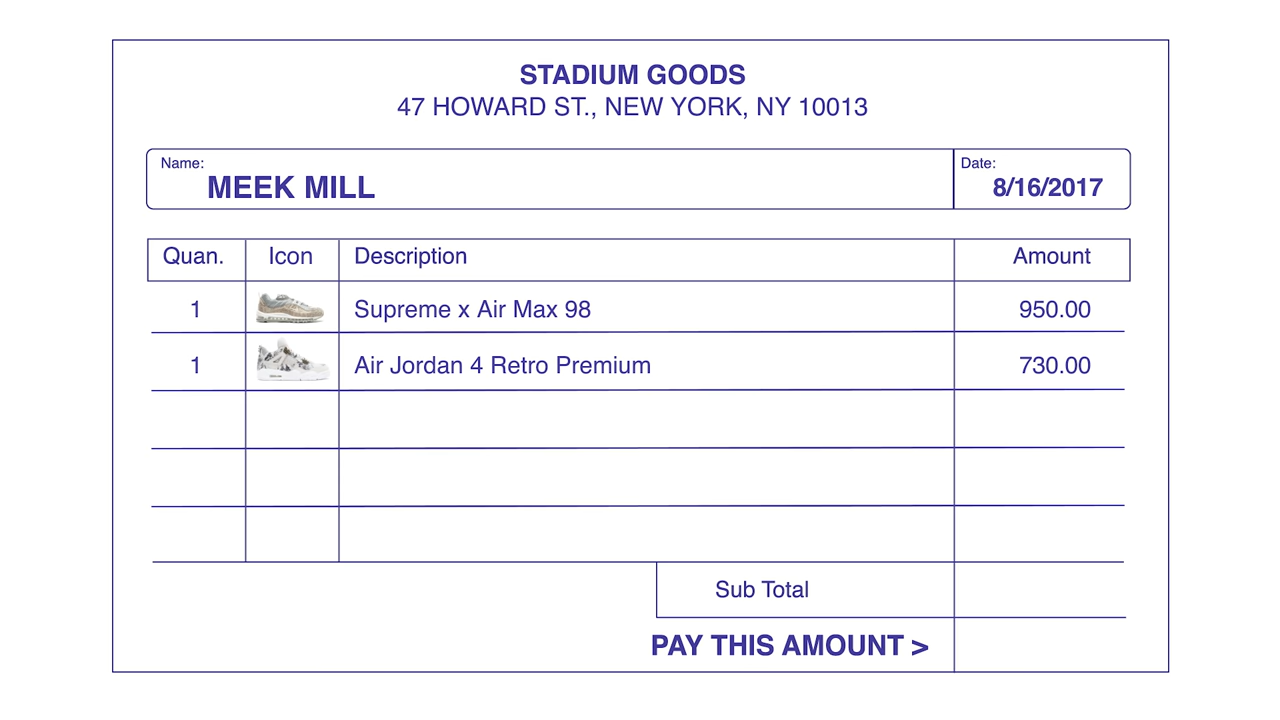 STADIUM GOODS
47 HOWARD ST., NEW YORK, NY 10013
Name:
MEEK MILL
Date:
8/16/2017
Quan. Icon Description Amount
1 Supreme x Air Max 98 950.00
1 Air Jordan 4 Retro Premium 730.00
Sub Total
PAY THIS AMOUNT >